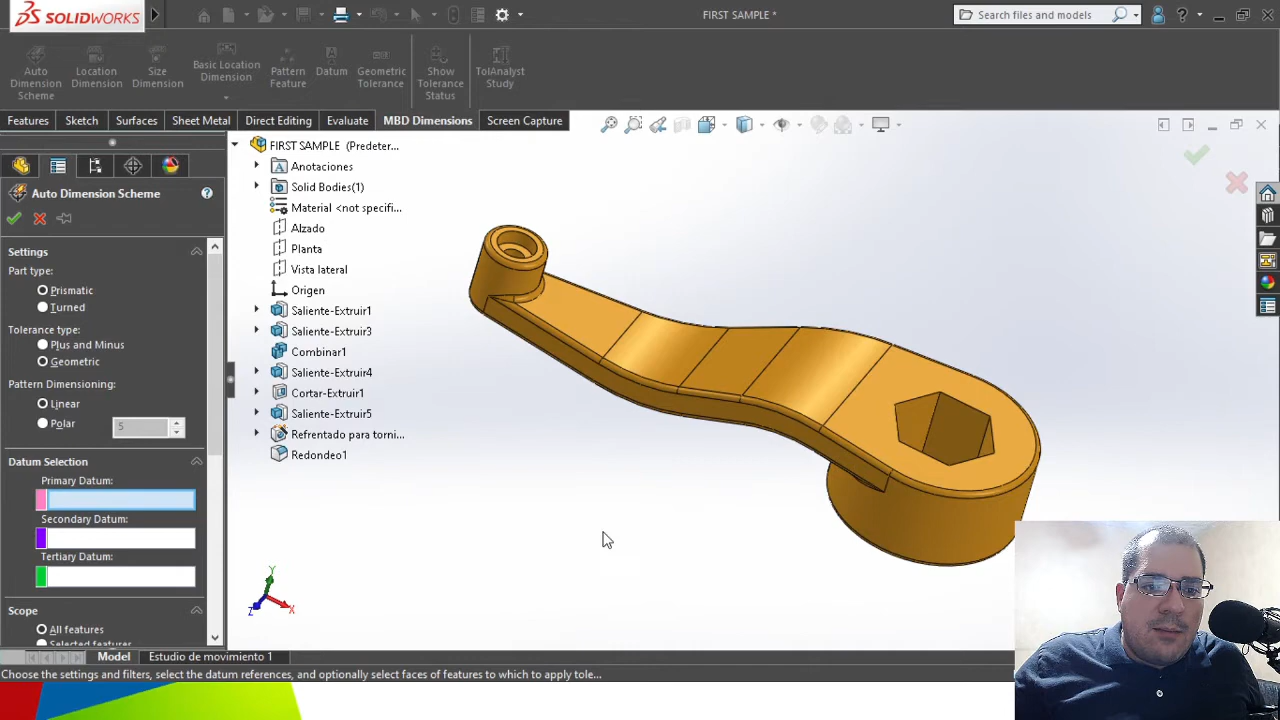 SOLIDWORKS
FIRST SAMPLE *
Search files and models
?
Auto Dimension Scheme
Location Dimension
Size Dimension
Basic Location Dimension
Pattern Feature
Datum
Geometric Tolerance
Show Tolerance Status
TolAnalyst Study
Features
Sketch
Surfaces
Sheet Metal
Direct Editing
Evaluate
MBD Dimensions
Screen Capture
Auto Dimension Scheme
?
Settings
Part type:
Prismatic
Turned
Tolerance type:
Plus and Minus
Geometric
Pattern Dimensioning:
Linear
Polar
5
Datum Selection
Primary Datum:
Secondary Datum:
Tertiary Datum:
Scope
All features
Selected features
FIRST SAMPLE (Predeter...
Anotaciones
Solid Bodies(1)
Material <not specifi...
Alzado
Planta
Vista lateral
Origen
Saliente-Extruir1
Saliente-Extruir3
Combinar1
Saliente-Extruir4
Cortar-Extruir1
Saliente-Extruir5
Refrentado para torni...
Redondeo1
Y
Z
X
Model
Estudio de movimiento 1
Choose the settings and filters, select the datum references, and optionally select faces of features to which to apply tole...